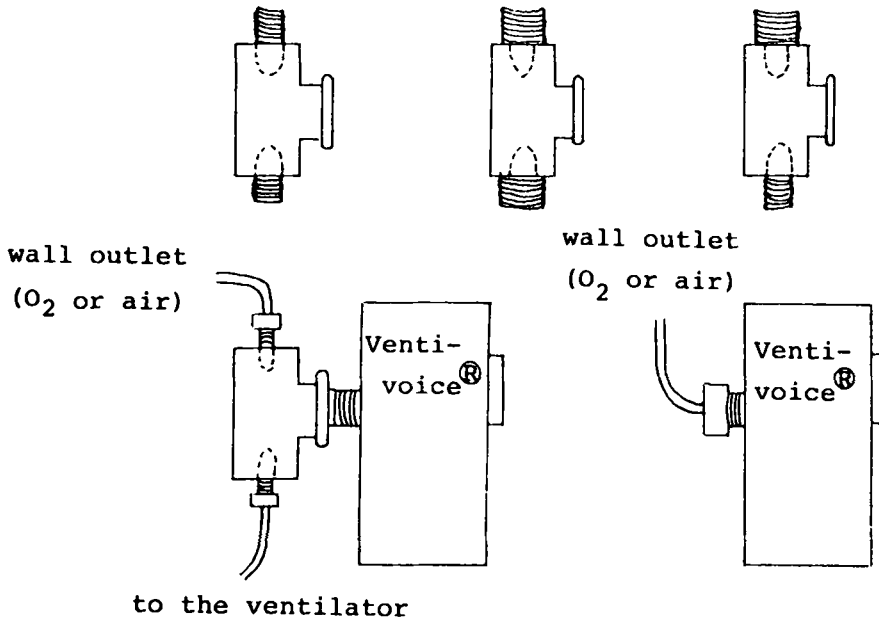 wall outlet
(O₂ or air)
wall outlet
(O₂ or air)
Venti-
voice®
Venti-
voice®
to the ventilator